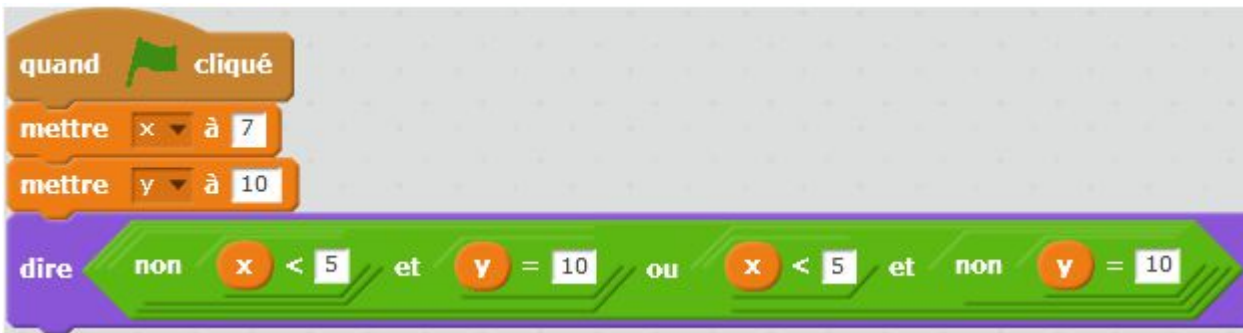 quand cliqué
mettre x à 7
mettre y à 10
dire non x < 5 et y = 10 ou x < 5 et non y = 10